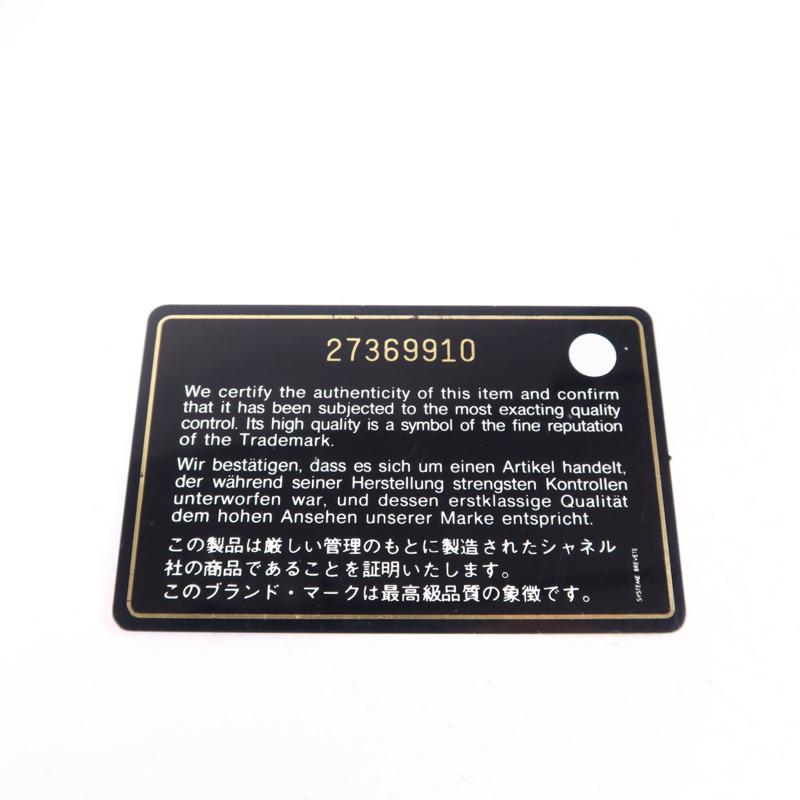 27369910
We certify the authenticity of this item and confirm
that it has been subjected to the most exacting quality
control. Its high quality is a symbol of the fine reputation
of the Trademark.
Wir bestätigen, dass es sich um einen Artikel handelt,
der während seiner Herstellung strengsten Kontrollen
unterworfen war, und dessen erstklassige Qualität
dem hohen Ansehen unserer Marke entspricht.
この製品は厳しい管理のもとに製造されたシャネル
社の商品であることを証明いたします。
このブランド・マークは最高級品質の象徴です。
SYSTEME BREVETE